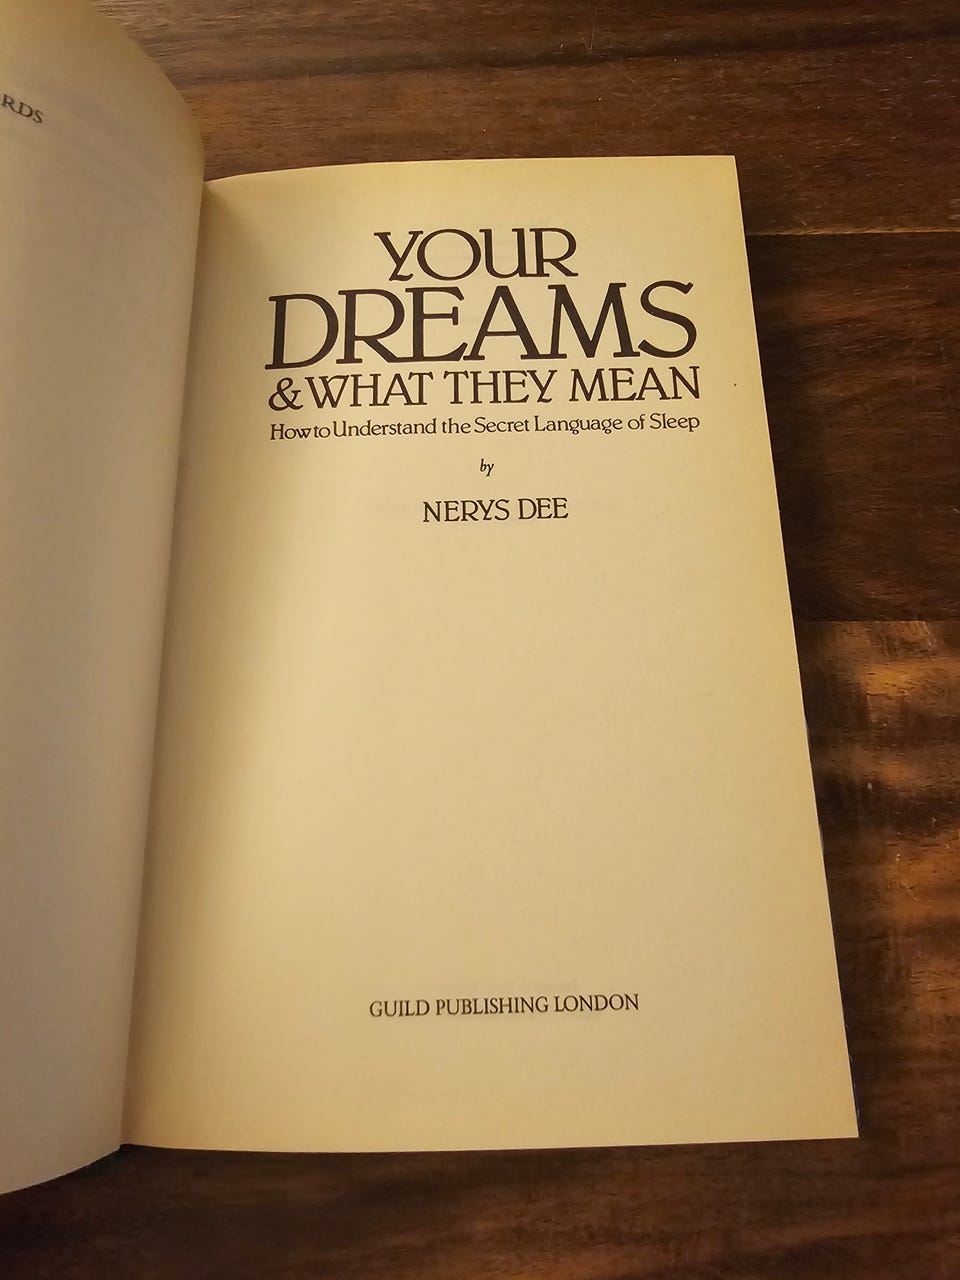 RDS
YOUR
DREAMS
& WHAT THEY MEAN
How to Understand the Secret Language of Sleep
by
NERYS DEE
GUILD PUBLISHING LONDON